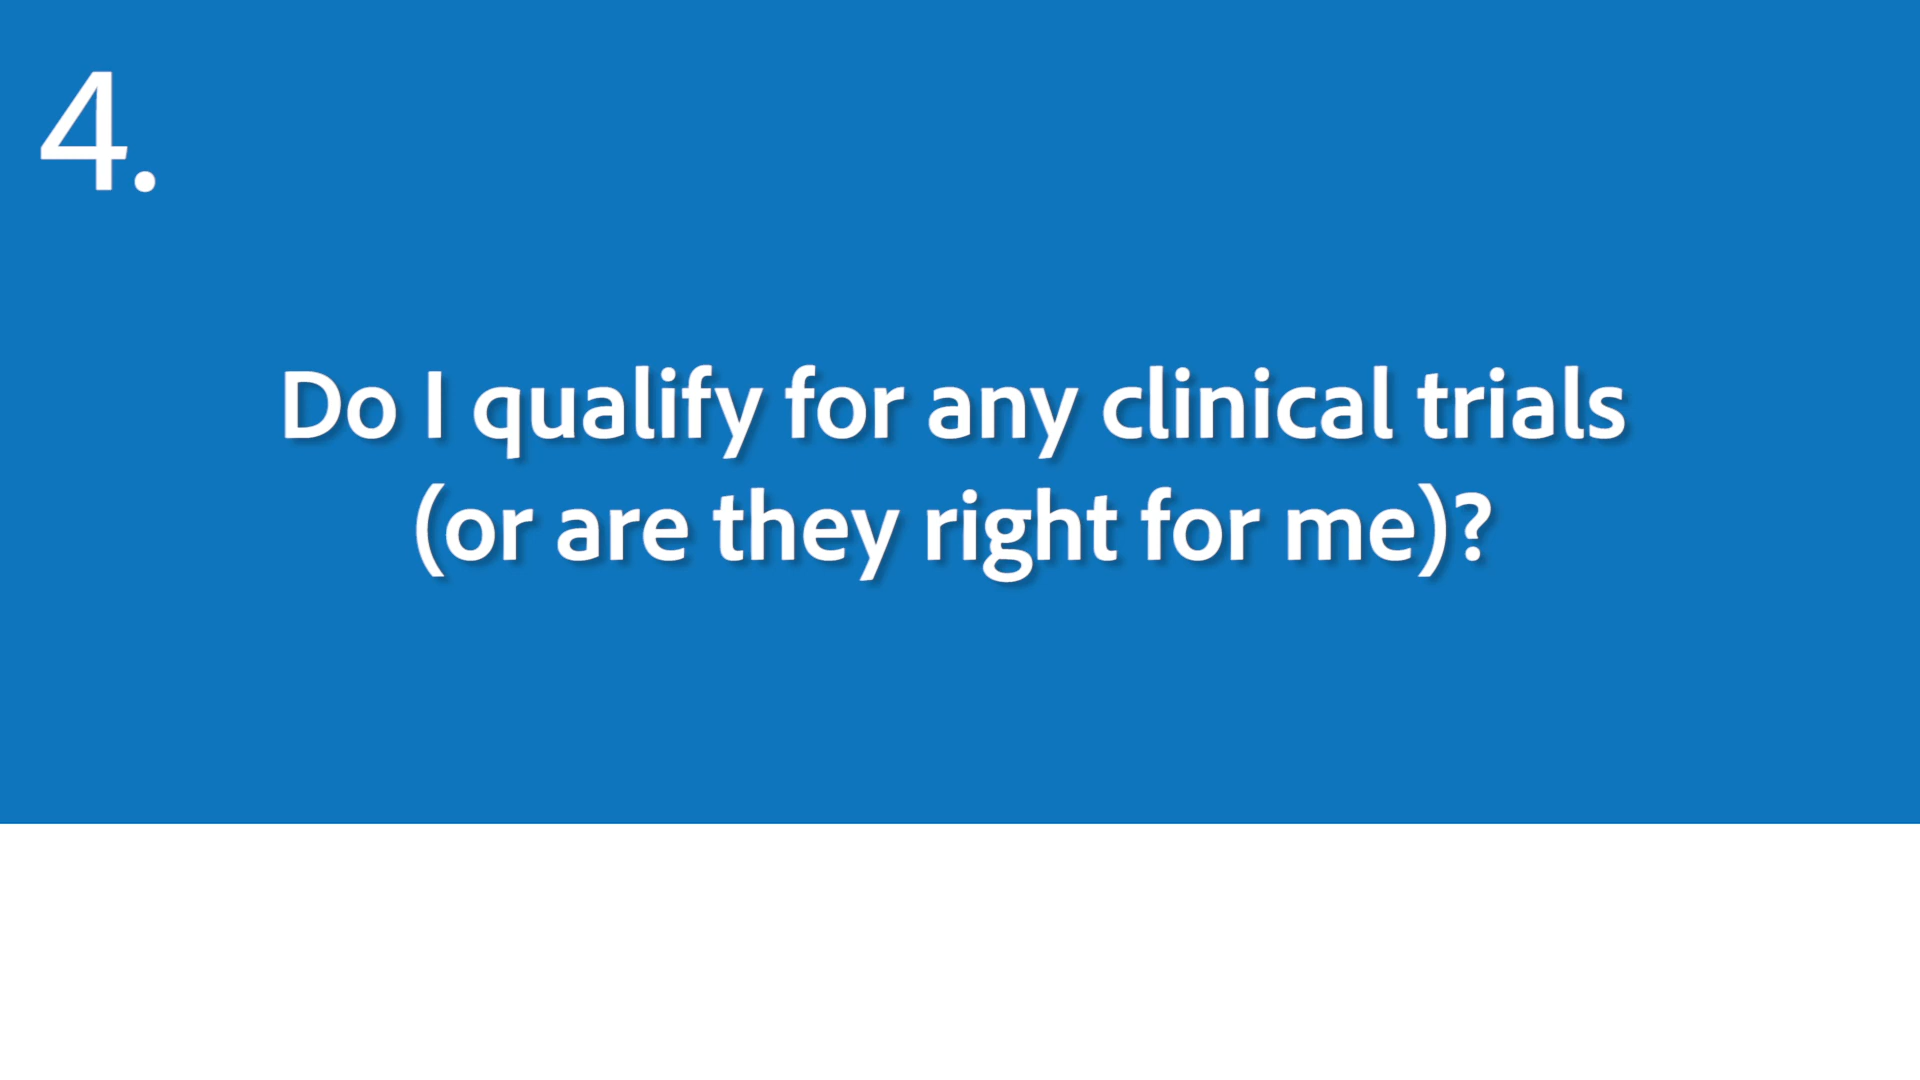 4.
Do I qualify for any clinical trials
(or are they right for me)?